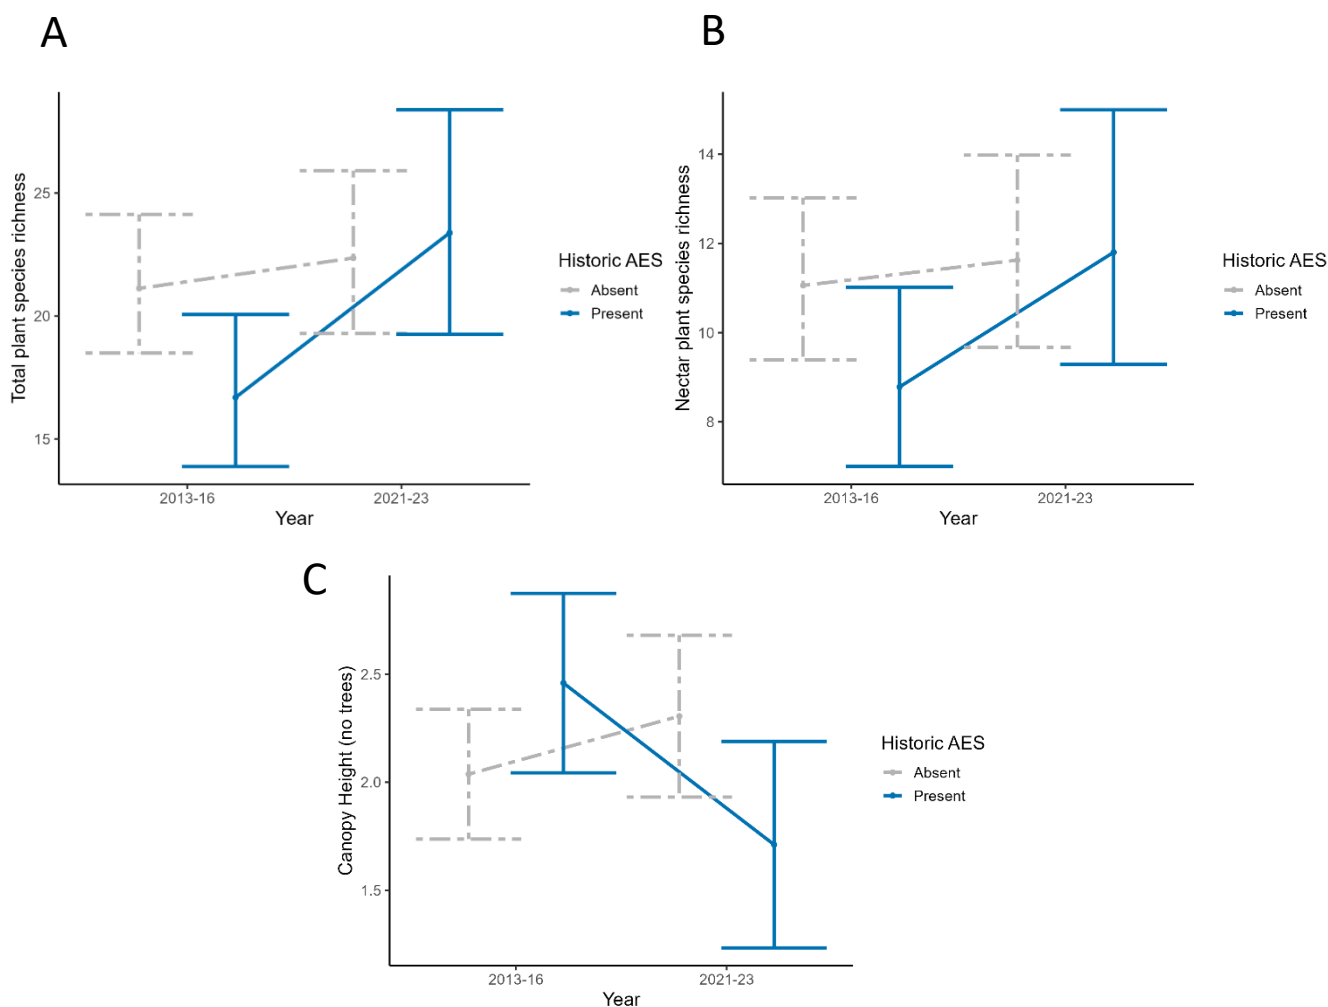 A
Total plant species richness
25
20
15
2013-16
2021-23
Year
Historic AES
Absent
Present
B
Nectar plant species richness
14
12
10
8
2013-16
2021-23
Year
Historic AES
Absent
Present
C
Canopy Height (no trees)
2.5
2.0
1.5
2013-16
2021-23
Year
Historic AES
Absent
Present